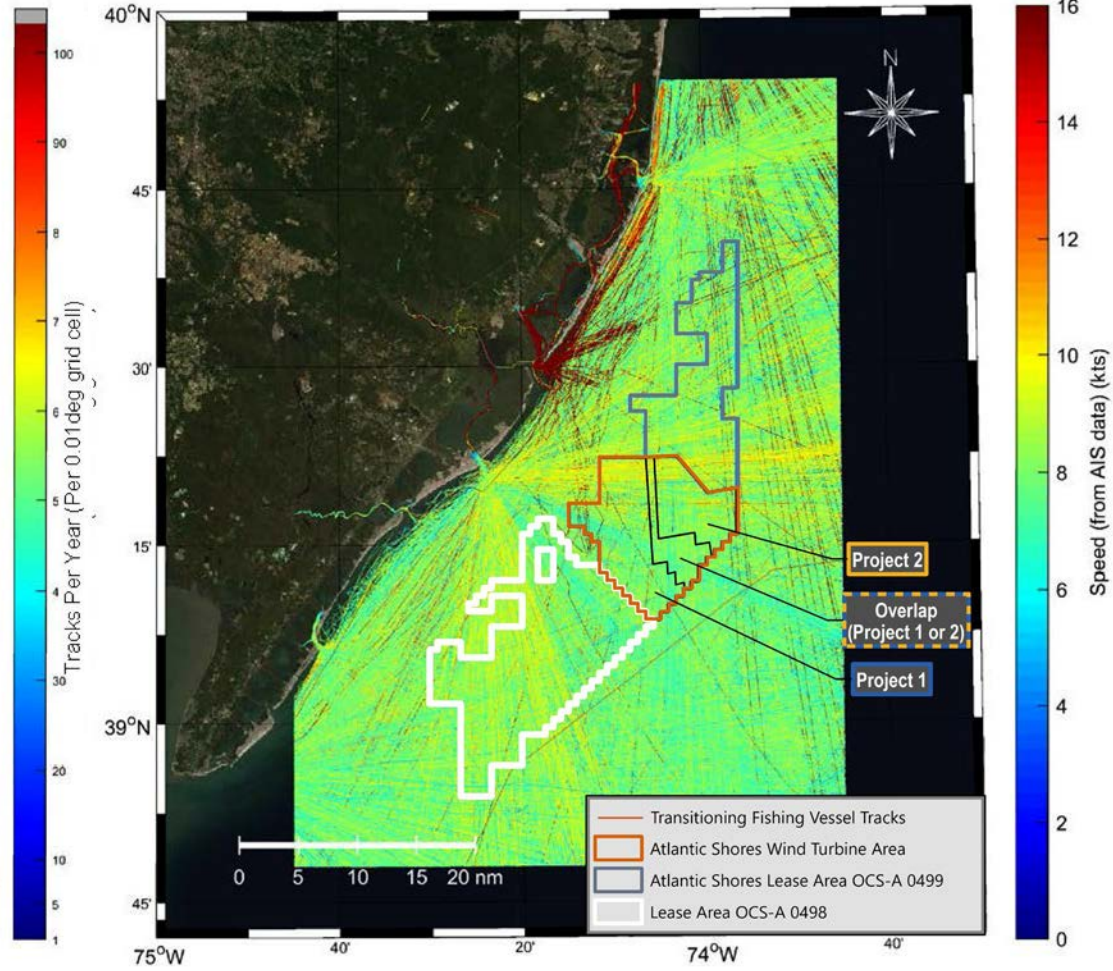 40°N
45'
30'
15'
39°N
45'
75°W
20'
40'
20'
74°W
40'
N
100
90
8
7
6
5
4
30
20
10
1
Tracks Per Year (Per 0.01deg grid cell)
16
14
12
10
8
6
4
2
0
Speed (from AIS data) (kts)
Project 2
Overlap
(Project 1 or 2)
Project 1
0 5 10 15 20 nm
Transitioning Fishing Vessel Tracks
Atlantic Shores Wind Turbine Area
Atlantic Shores Lease Area OCS-A 0499
Lease Area OCS-A 0498